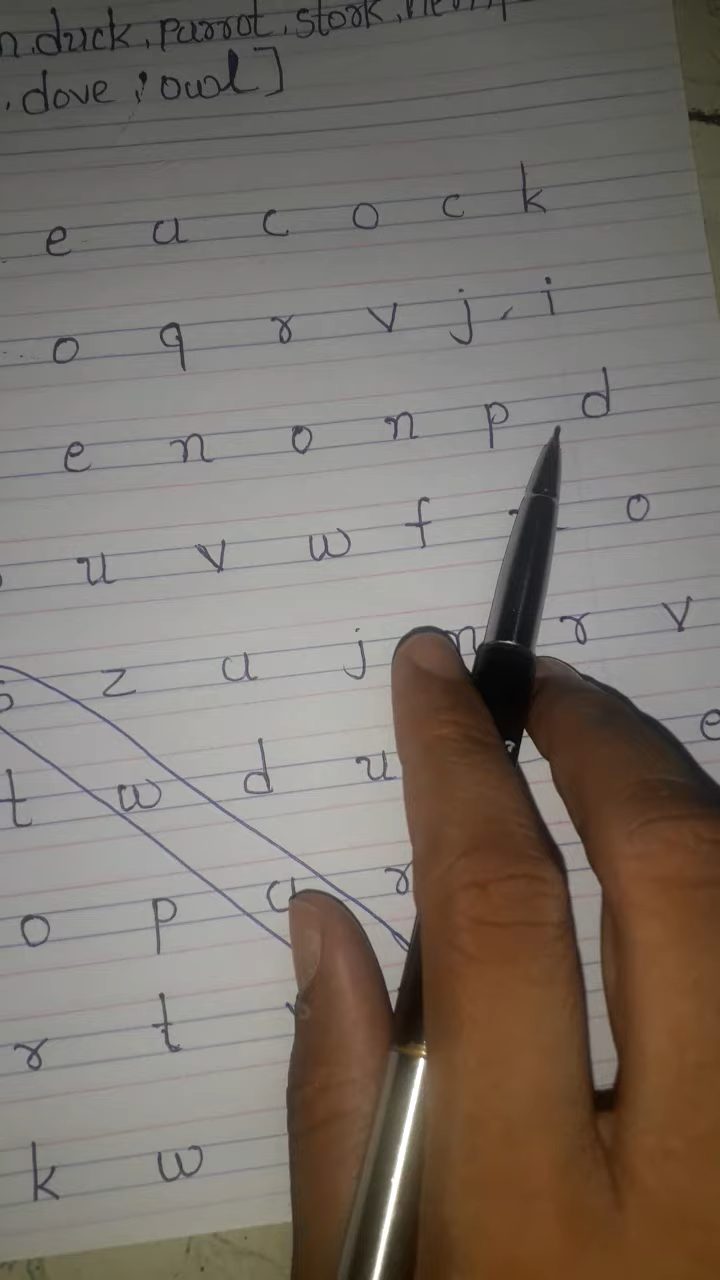 duck, parrot, stork,
, dove, owl]
e a c o c k
o q r v j, i
e n o n p d
u v w f o
z a j n r v
t w d u e
o p a r
r t
k w